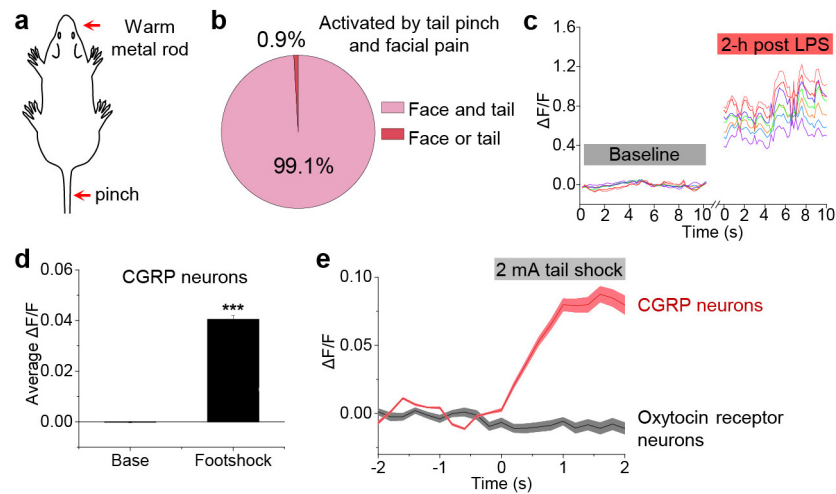 a
Warm
metal rod
pinch
b
Activated by tail pinch
and facial pain
0.9%
99.1%
Face and tail
Face or tail
c
2-h post LPS
Baseline
ΔF/F
1.6
1.2
0.8
0.4
0.0
0 2 4 6 8 10 0 2 4 6 8 10
Time (s)
d
CGRP neurons
***
Average ΔF/F
0.06
0.04
0.02
0.00
Base Footshock
e
2 mA tail shock
CGRP neurons
Oxytocin receptor
neurons
ΔF/F
0.10
0.05
0.00
-2 -1 0 1 2
Time (s)